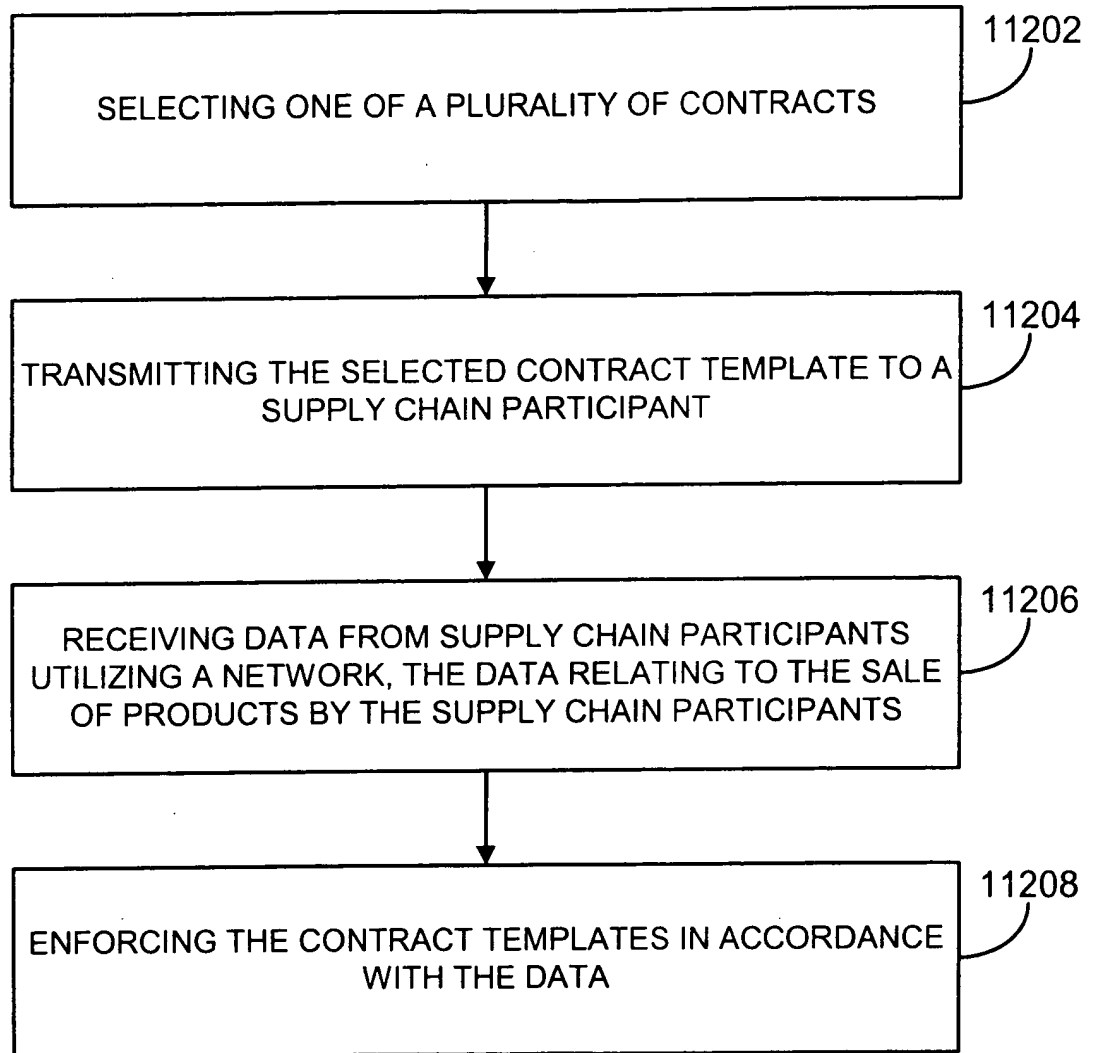 11202
SELECTING ONE OF A PLURALITY OF CONTRACTS
11204
TRANSMITTING THE SELECTED CONTRACT TEMPLATE TO A
SUPPLY CHAIN PARTICIPANT
11206
RECEIVING DATA FROM SUPPLY CHAIN PARTICIPANTS
UTILIZING A NETWORK, THE DATA RELATING TO THE SALE
OF PRODUCTS BY THE SUPPLY CHAIN PARTICIPANTS
11208
ENFORCING THE CONTRACT TEMPLATES IN ACCORDANCE
WITH THE DATA